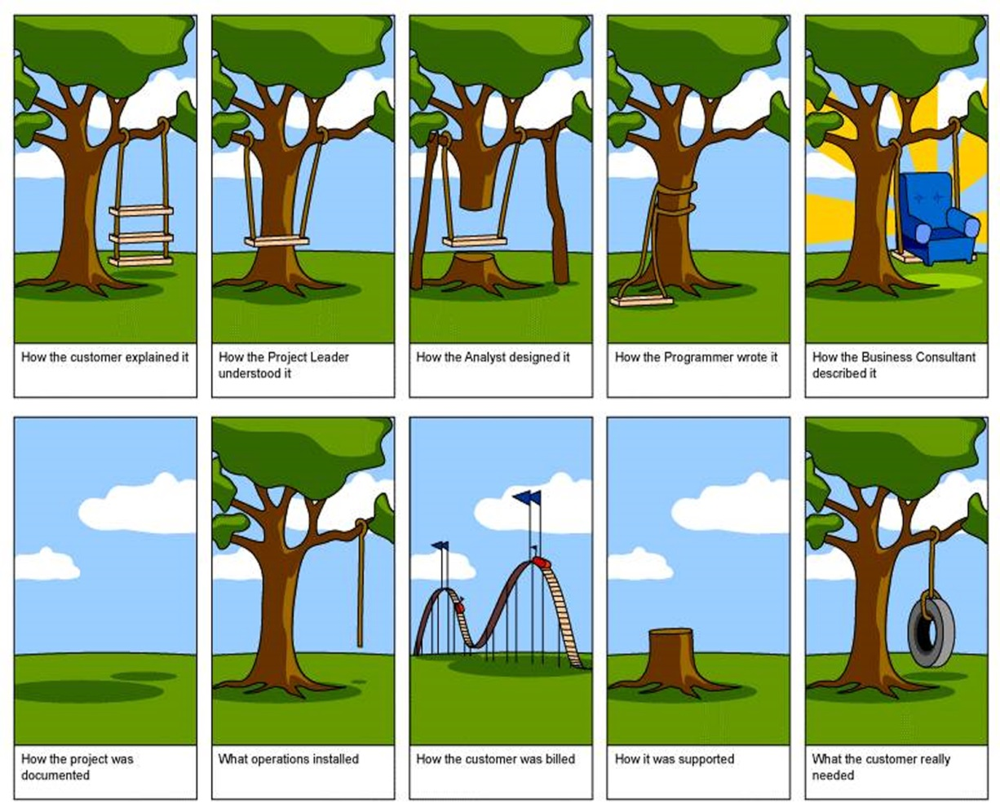 How the customer explained it
How the Project Leader
understood it
How the Analyst designed it
How the Programmer wrote it
How the Business Consultant
described it
How the project was
documented
What operations installed
How the customer was billed
How it was supported
What the customer really
needed